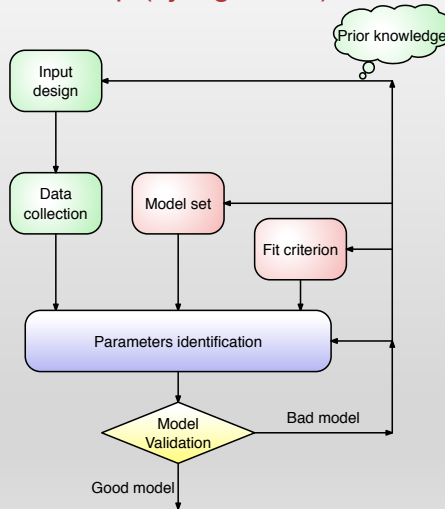 Prior knowledge
Input
design
Data
collection
Model set
Fit criterion
Parameters identification
Model
Validation
Bad model
Good model